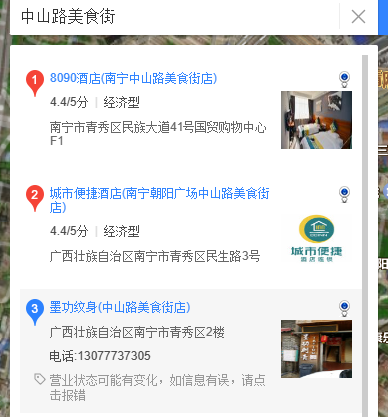 中山路美食街
1
8090酒店(南宁中山路美食街店)
4.4/5分 | 经济型
南宁市青秀区民族大道41号国贸购物中心
F1
2
城市便捷酒店(南宁朝阳广场中山路美食街
店)
4.4/5分 | 经济型
广西壮族自治区南宁市青秀区民生路3号
城市便捷
酒店连锁
3
墨功纹身(中山路美食街店)
广西壮族自治区南宁市青秀区2楼
电话:13077737305
营业状态可能有变化，如信息有误，请点
击报错